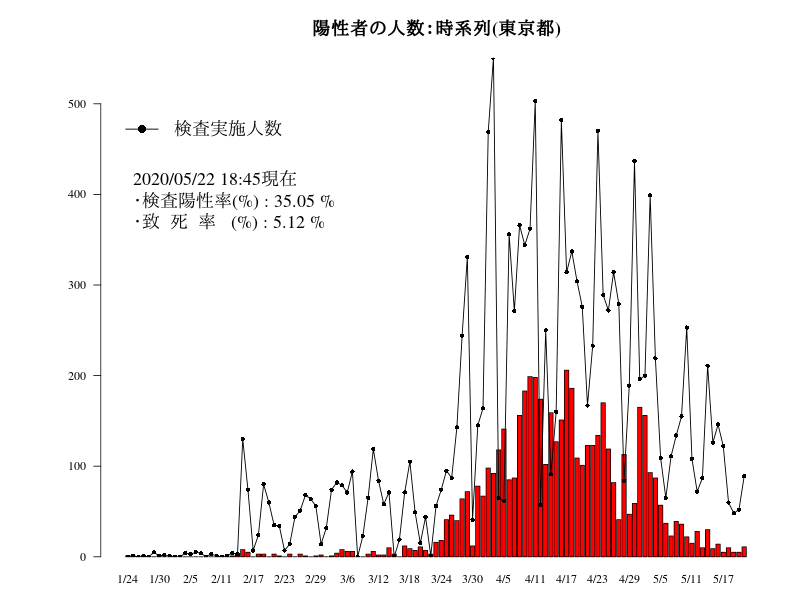 陽性者の人数：時系列(東京都)
500
検査実施人数
2020/05/22 18:45現在
・検査陽性率(%) : 35.05 %
400
・致 死 率 (%) : 5.12 %
300
200
100
0
1/24 1/30 2/5 2/11 2/17 2/23 2/29 3/6 3/12 3/18 3/24 3/30 4/5 4/11 4/17 4/23 4/29 5/5 5/11 5/17